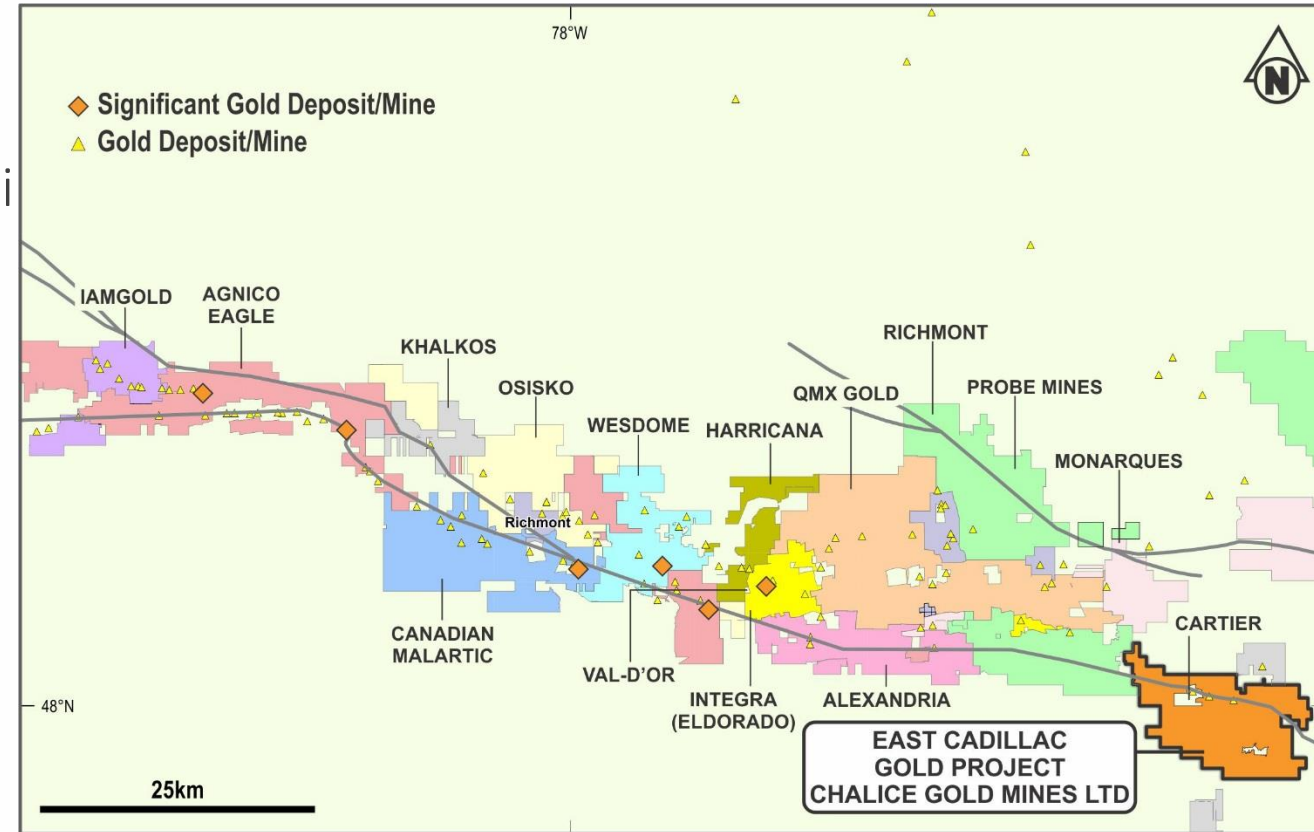 78°W
N
Significant Gold Deposit/Mine
Gold Deposit/Mine
i
IAMGOLD
AGNICO
EAGLE
KHALKOS
OSISKO
WESDOME
HARRICANA
QMX GOLD
RICHMONT
PROBE MINES
MONARQUES
Richmont
CANADIAN
MALARTIC
VAL-D'OR
INTEGRA
(ELDORADO)
ALEXANDRIA
CARTIER
48°N
EAST CADILLAC
GOLD PROJECT
CHALICE GOLD MINES LTD
25km